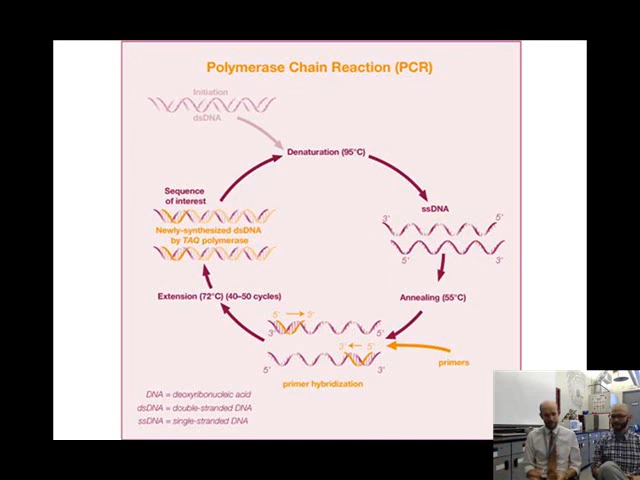 Polymerase Chain Reaction (PCR)
Initiation
dsDNA
Denaturation (95°C)
Sequence
of interest
ssDNA
3'
5'
Newly-synthesized dsDNA
by TAQ polymerase
5'
3'
Extension (72°C) (40–50 cycles)
Annealing (55°C)
5'
3'
3'
5'
3'
5'
primers
5'
3'
primer hybridization
DNA = deoxyribonucleic acid
dsDNA = double-stranded DNA
ssDNA = single-stranded DNA